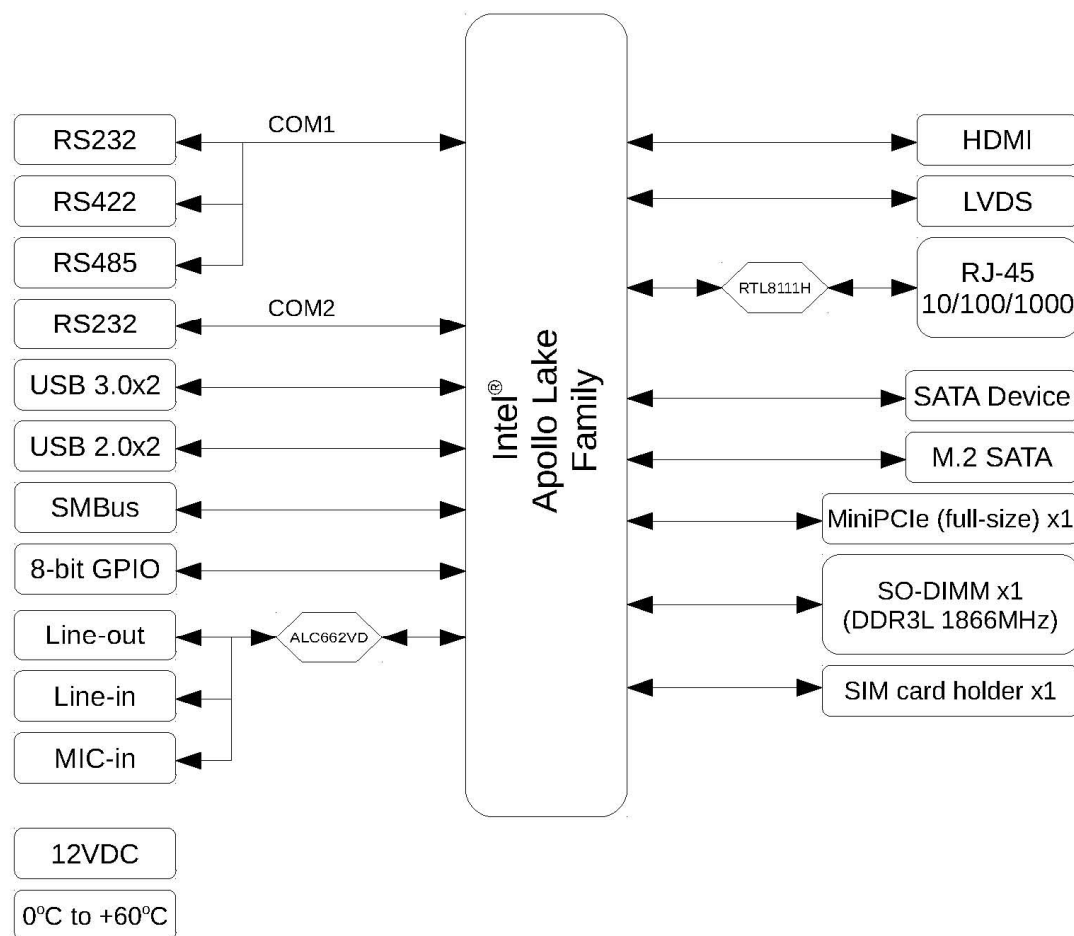 RS232
COM1
RS422
RS485
RS232
COM2
USB 3.0x2
USB 2.0x2
SMBus
8-bit GPIO
Line-out
ALC662VD
Line-in
MIC-in
12VDC
0°C to +60°C
Intel®
Apollo Lake
Family
HDMI
LVDS
RTL8111H
RJ-45
10/100/1000
SATA Device
M.2 SATA
MiniPCIe (full-size) x1
SO-DIMM x1
(DDR3L 1866MHz)
SIM card holder x1